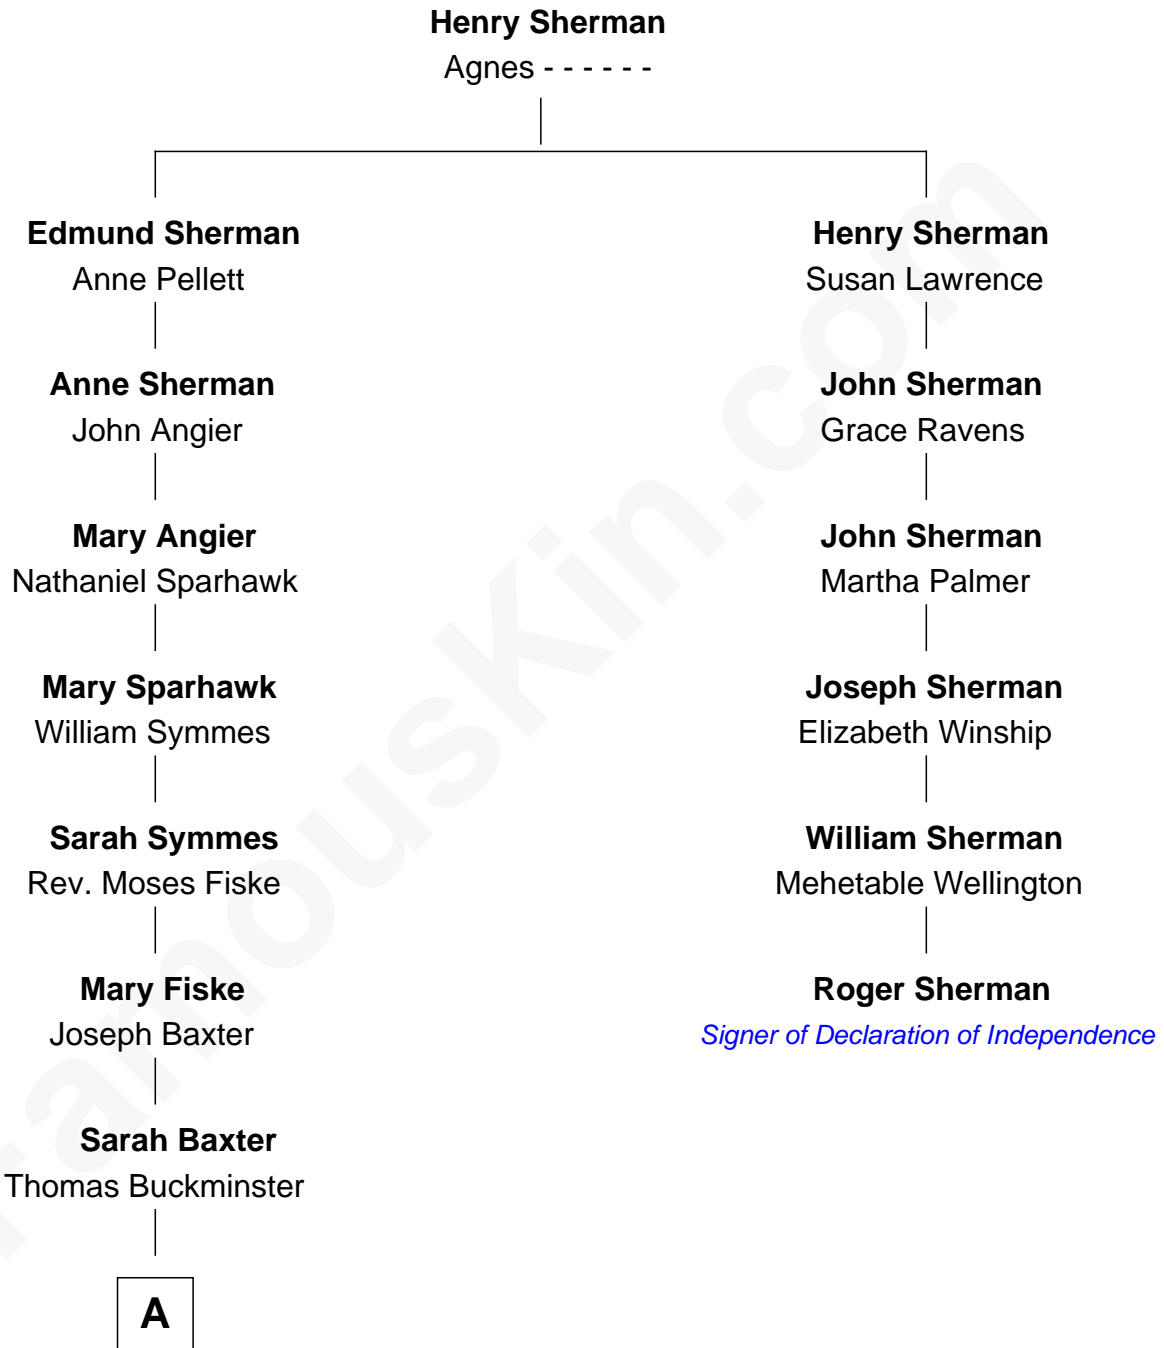 Henry Sherman
Agnes - - - - - -
Edmund Sherman
Anne Pellett
Henry Sherman
Susan Lawrence
Anne Sherman
John Angier
John Sherman
Grace Ravens
Mary Angier
Nathaniel Sparhawk
John Sherman
Martha Palmer
Mary Sparhawk
William Symmes
Joseph Sherman
Elizabeth Winship
Sarah Symmes
Rev. Moses Fiske
William Sherman
Mehetable Wellington
Mary Fiske
Joseph Baxter
Roger Sherman
Signer of Declaration of Independence
Sarah Baxter
Thomas Buckminster
A
FamousKin.com